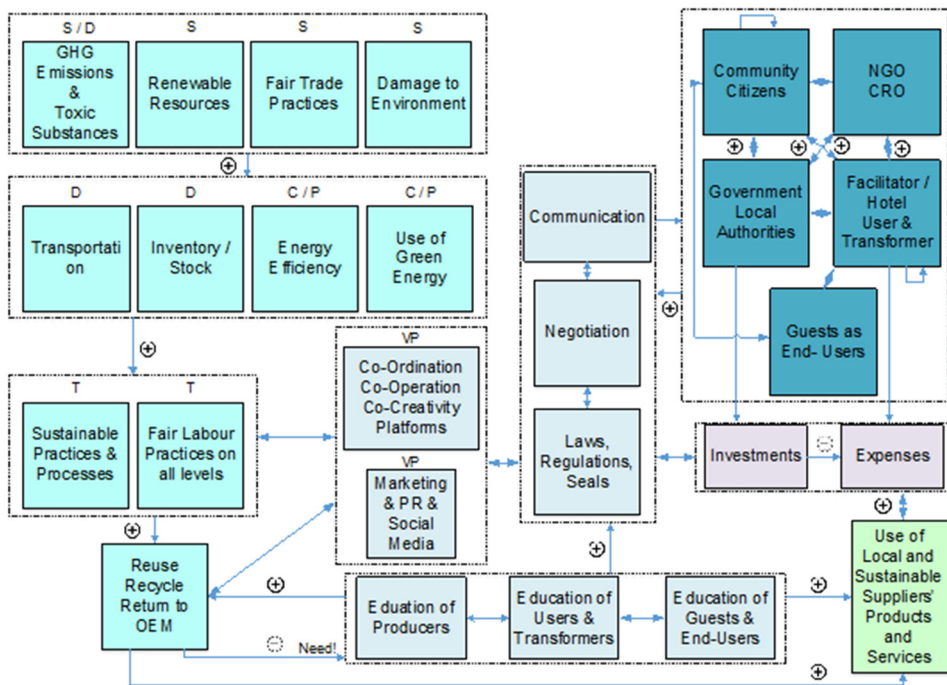 S / D
S
S
S
GHG
Emissions
&
Toxic
Substances
Renewable
Resources
Fair Trade
Practices
Damage to
Environment
+
D
D
C / P
C / P
Transportati
on
Inventory /
Stock
Energy
Efficiency
Use of
Green
Energy
+
T
T
Sustainable
Practices &
Processes
Fair Labour
Practices on
all levels
+
Reuse
Recycle
Return to
OEM
VP
Co-Ordination
Co-Operation
Co-Creativity
Platforms
VP
Marketing
& PR &
Social
Media
Communication
Negotiation
Laws,
Regulations,
Seals
+
+
Community
Citizens
NGO
CRO
+
+
+
+
Government
Local
Authorities
Facilitator /
Hotel
User &
Transformer
Guests as
End- Users
Investments
-
Expenses
+
Use of
Local and
Sustainable
Suppliers'
Products
and
Services
+
Eduation of
Producers
Education of
Users &
Transformers
Education of
Guests &
End-Users
+
-
Need!
+